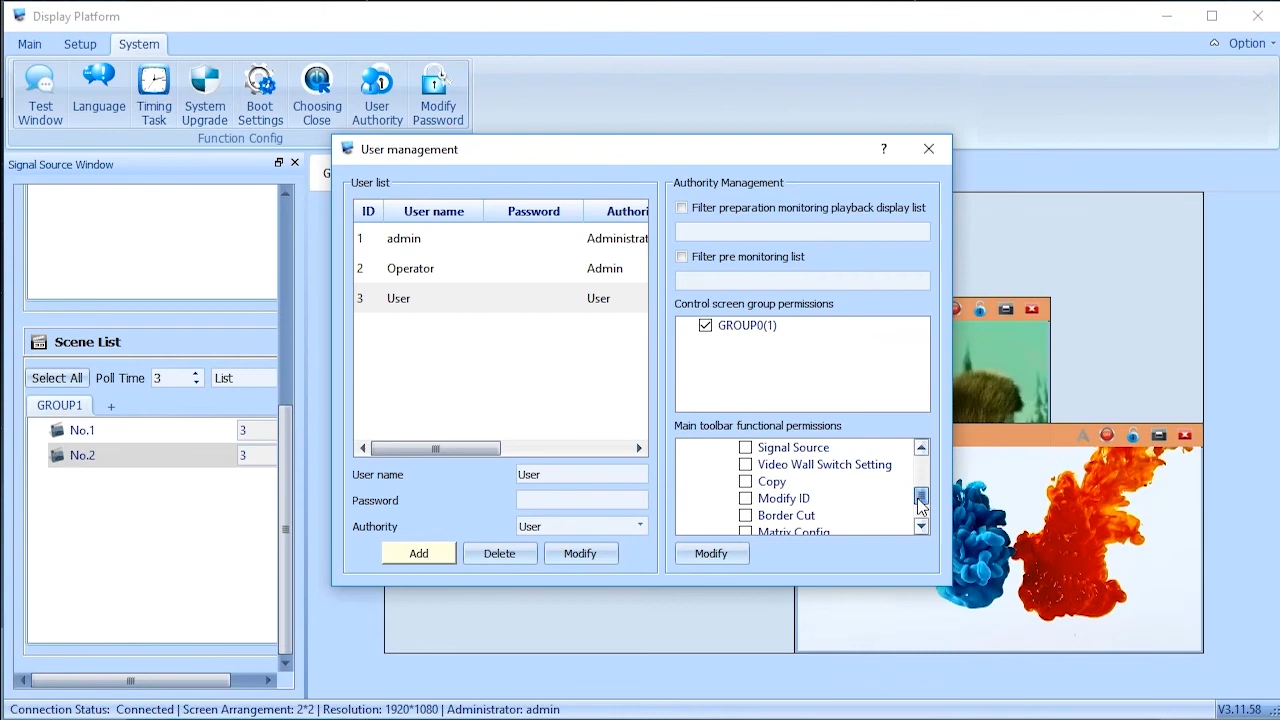 Display Platform
Main Setup System
Option
Test Window
Language
Timing Task
System Upgrade
Boot Settings
Choosing Close
User Authority
Modify Password
Function Config
Signal Source Window
G
User management
?
User list
ID User name Password Authori
1 admin Administrat
2 Operator Admin
3 User User
User name User
Password
Authority User
Add Delete Modify
Authority Management
Filter preparation monitoring playback display list
Filter pre monitoring list
Control screen group permissions
GROUP0(1)
Main toolbar functional permissions
Signal Source
Video Wall Switch Setting
Copy
Modify ID
Border Cut
Matrix Config
Modify
Scene List
Select All Poll Time 3 List
GROUP1 +
No.1 3
No.2 3
A
Connection Status: Connected | Screen Arrangement: 2*2 | Resolution: 1920*1080 | Administrator: admin
V3.11.58